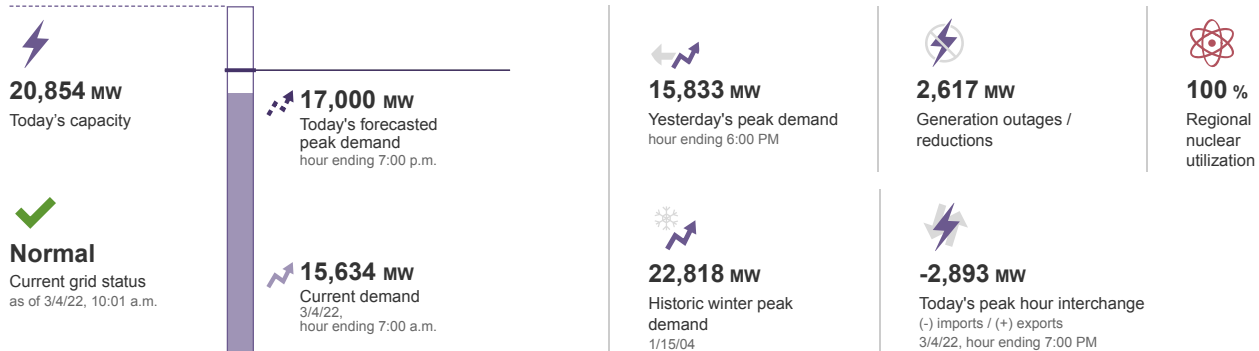 20,854 MW
Today's capacity
Normal
Current grid status
as of 3/4/22, 10:01 a.m.
17,000 MW
Today's forecasted
peak demand
hour ending 7:00 p.m.
15,634 MW
Current demand
3/4/22,
hour ending 7:00 a.m.
15,833 MW
Yesterday's peak demand
hour ending 6:00 PM
2,617 MW
Generation outages /
reductions
100 %
Regional
nuclear
utilization
22,818 MW
Historic winter peak
demand
1/15/04
-2,893 MW
Today's peak hour interchange
(-) imports / (+) exports
3/4/22, hour ending 7:00 PM